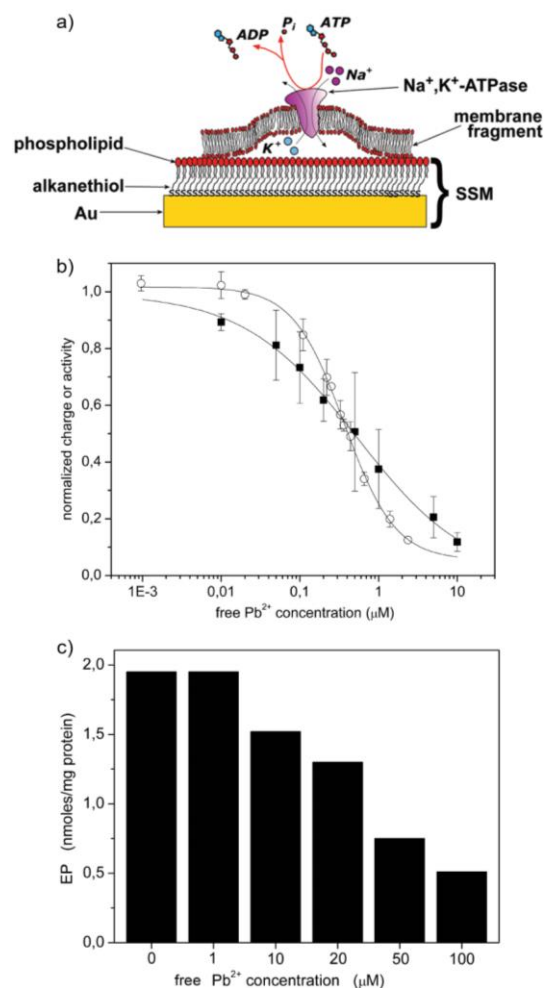 a)
ADP
Pi
ATP
Na+
Na+,K+-ATPase
membrane
fragment
K+
phospholipid
alkanethiol
Au
SSM
b)
normalized charge or activity
1,0
0,8
0,6
0,4
0,2
0,0
1E-3 0,01 0,1 1 10
free Pb2+ concentration (µM)
c)
EP (nmoles/mg protein)
2,0
1,5
1,0
0,5
0,0
0 1 10 20 50 100
free Pb2+ concentration (µM)